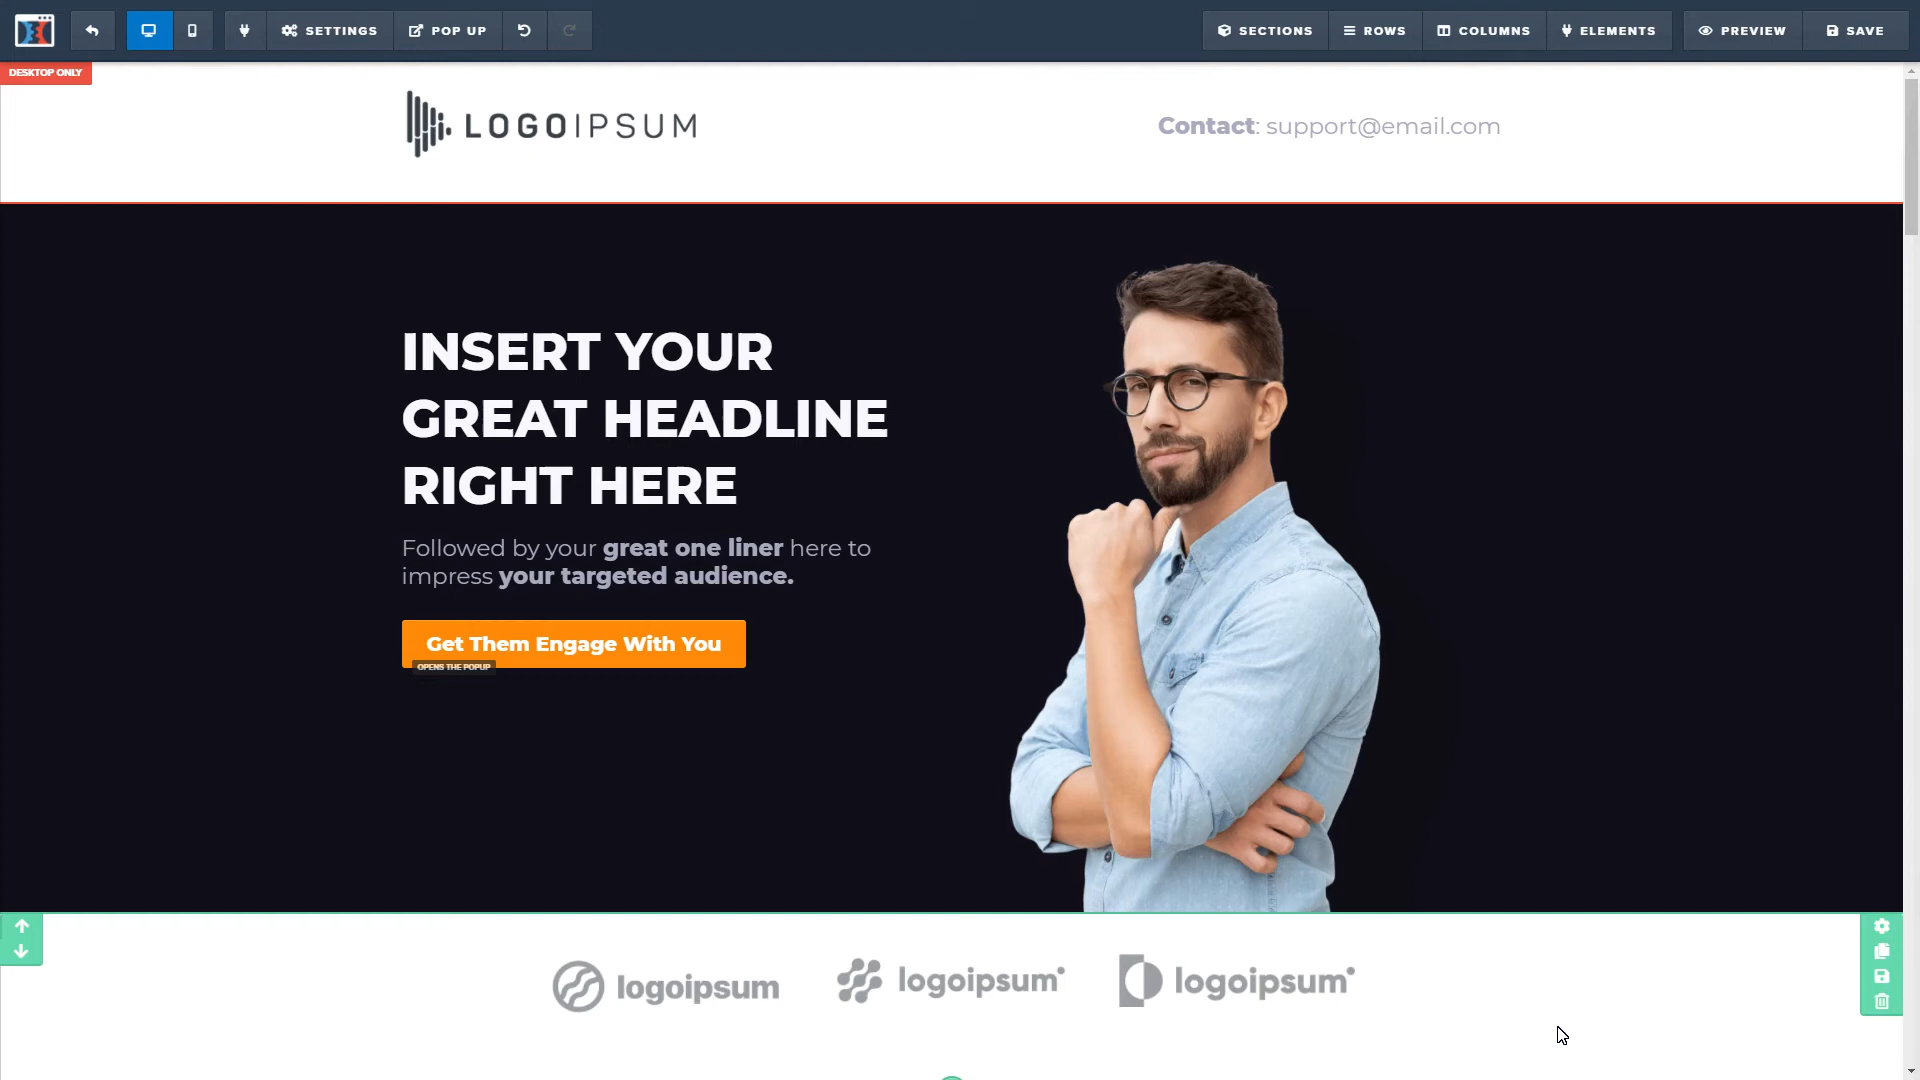 SETTINGS
POP UP
SECTIONS
ROWS
COLUMNS
ELEMENTS
PREVIEW
SAVE
DESKTOP ONLY
LOGOIPSUM
Contact: support@email.com
INSERT YOUR
GREAT HEADLINE
RIGHT HERE
Followed by your great one liner here to
impress your targeted audience.
Get Them Engage With You
OPENS THE POPUP
logoipsum
logoipsum
logoipsum